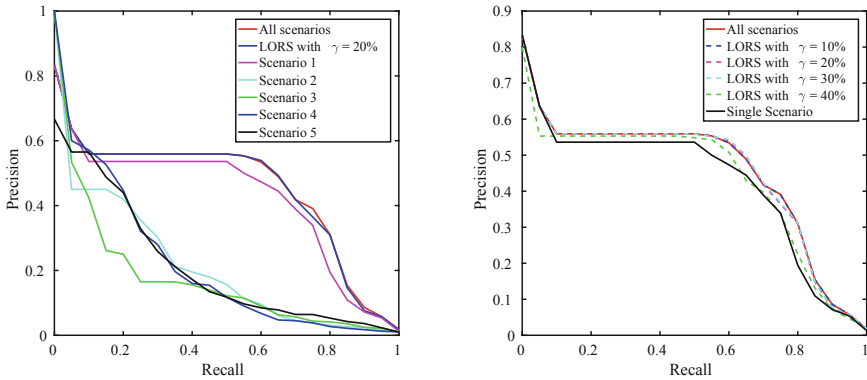 1
0.8
0.6
0.4
0.2
0
Precision
0
0.2
0.4
0.6
0.8
1
Recall
All scenarios
LORS with γ = 20%
Scenario 1
Scenario 2
Scenario 3
Scenario 4
Scenario 5
0.9
0.8
0.7
0.6
0.5
0.4
0.3
0.2
0.1
0
Precision
0
0.2
0.4
0.6
0.8
1
Recall
All scenarios
LORS with γ = 10%
LORS with γ = 20%
LORS with γ = 30%
LORS with γ = 40%
Single Scenario